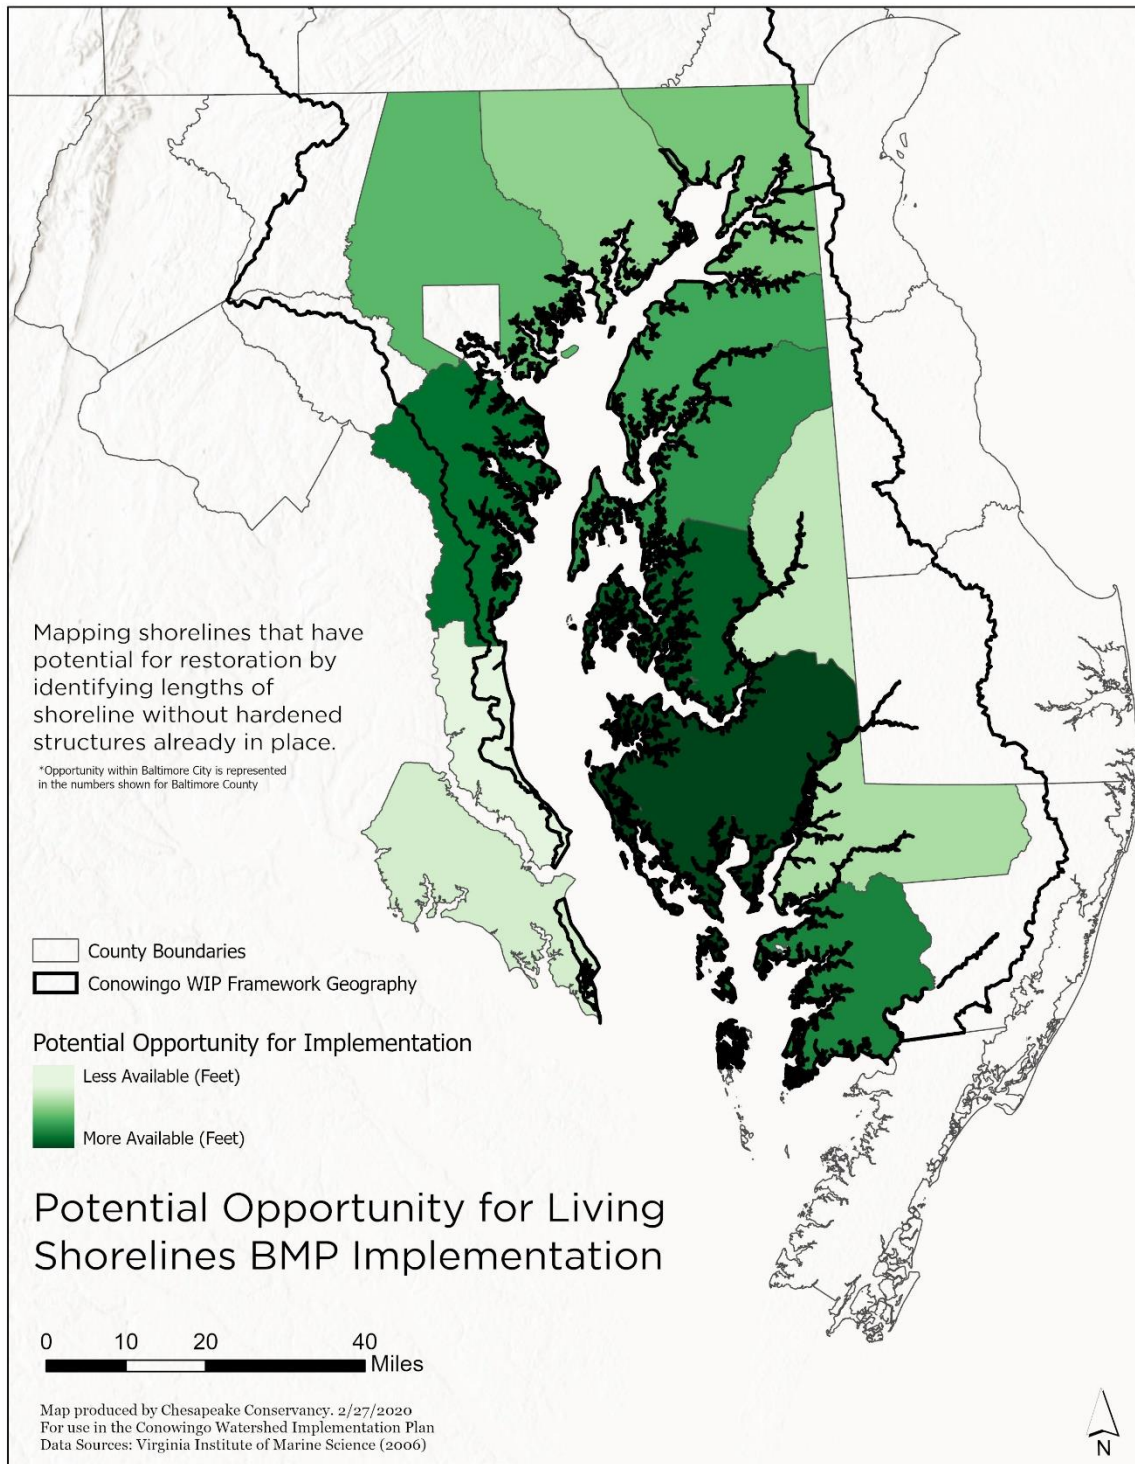 Mapping shorelines that have
potential for restoration by
identifying lengths of
shoreline without hardened
structures already in place.
*Opportunity within Baltimore City is represented
in the numbers shown for Baltimore County
County Boundaries
Conowingo WIP Framework Geography
Potential Opportunity for Implementation
Less Available (Feet)
More Available (Feet)
Potential Opportunity for Living
Shorelines BMP Implementation
0 10 20 40
Miles
Map produced by Chesapeake Conservancy. 2/27/2020
For use in the Conowingo Watershed Implementation Plan
Data Sources: Virginia Institute of Marine Science (2006)
N